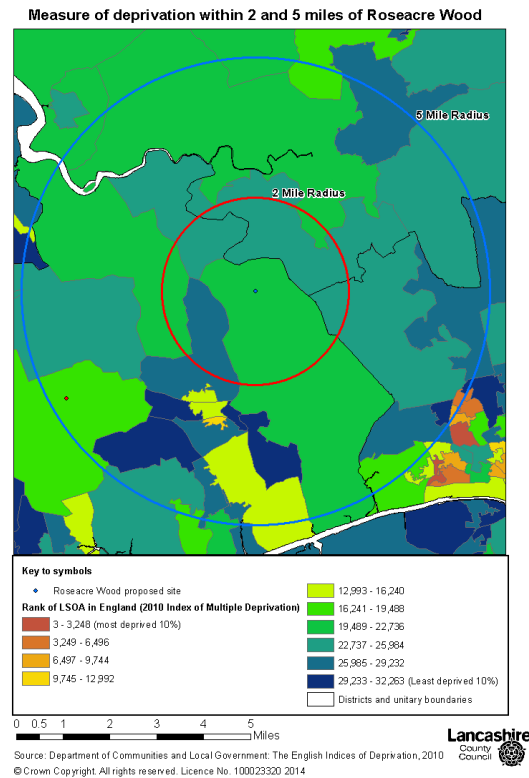 Measure of deprivation within 2 and 5 miles of Roseacre Wood
5 Mile Radius
2 Mile Radius
Key to symbols
Roseacre Wood proposed site
Rank of LSOA in England (2010 Index of Multiple Deprivation)
3 - 3,248 (most deprived 10%)
3,249 - 6,496
6,497 - 9,744
9,745 - 12,992
12,993 - 16,240
16,241 - 19,488
19,489 - 22,736
22,737 - 25,984
25,985 - 29,232
29,233 - 32,263 (Least deprived 10%)
Districts and unitary boundaries
0 0.5 1 2 3 4 5
Miles
Source: Department of Communities and Local Government: The English Indices of Deprivation, 2010
© Crown Copyright. All rights reserved. Licence No. 100023320 2014
Lancashire
County
Council